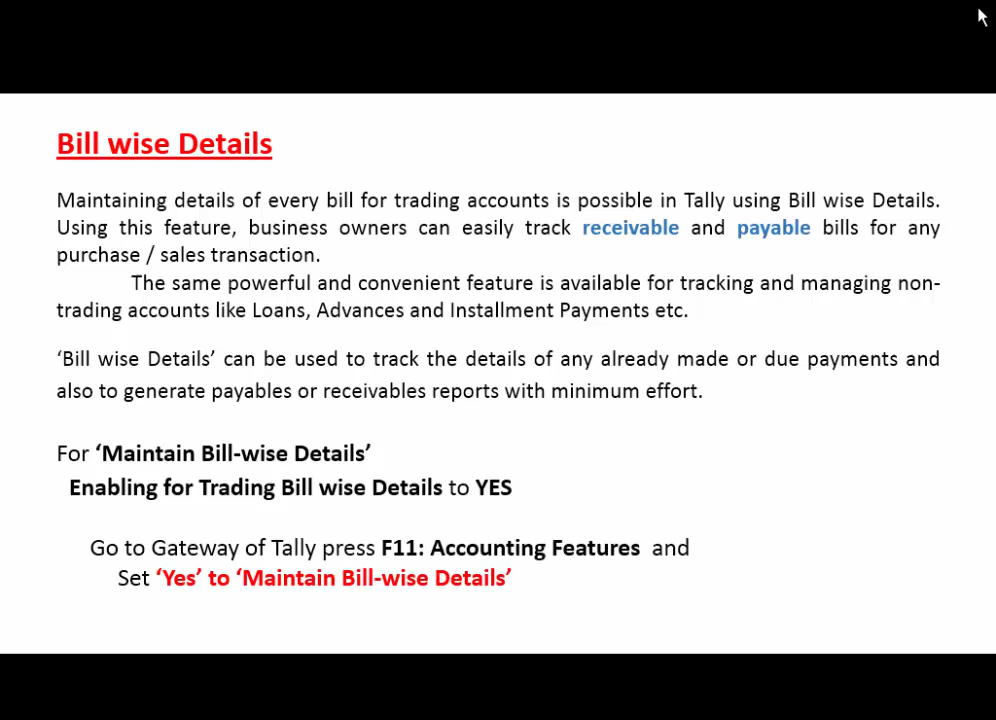 Bill wise Details
Maintaining details of every bill for trading accounts is possible in Tally using Bill wise Details.
Using this feature, business owners can easily track receivable and payable bills for any
purchase / sales transaction.
The same powerful and convenient feature is available for tracking and managing non-
trading accounts like Loans, Advances and Installment Payments etc.
‘Bill wise Details’ can be used to track the details of any already made or due payments and
also to generate payables or receivables reports with minimum effort.
For ‘Maintain Bill-wise Details’
Enabling for Trading Bill wise Details to YES
Go to Gateway of Tally press F11: Accounting Features and
Set ‘Yes’ to ‘Maintain Bill-wise Details’